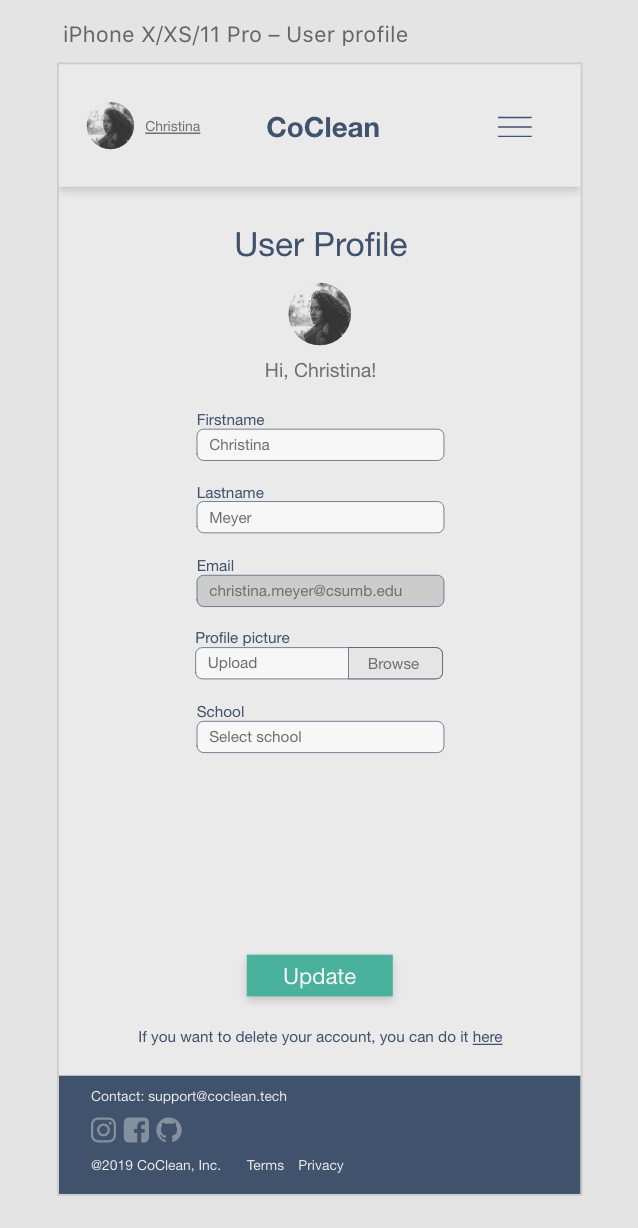 iPhone X/XS/11 Pro – User profile
Christina
CoClean
User Profile
Hi, Christina!
Firstname
Christina
Lastname
Meyer
Email
christina.meyer@csumb.edu
Profile picture
Upload
Browse
School
Select school
Update
If you want to delete your account, you can do it here
Contact: support@coclean.tech
@2019 CoClean, Inc. Terms Privacy